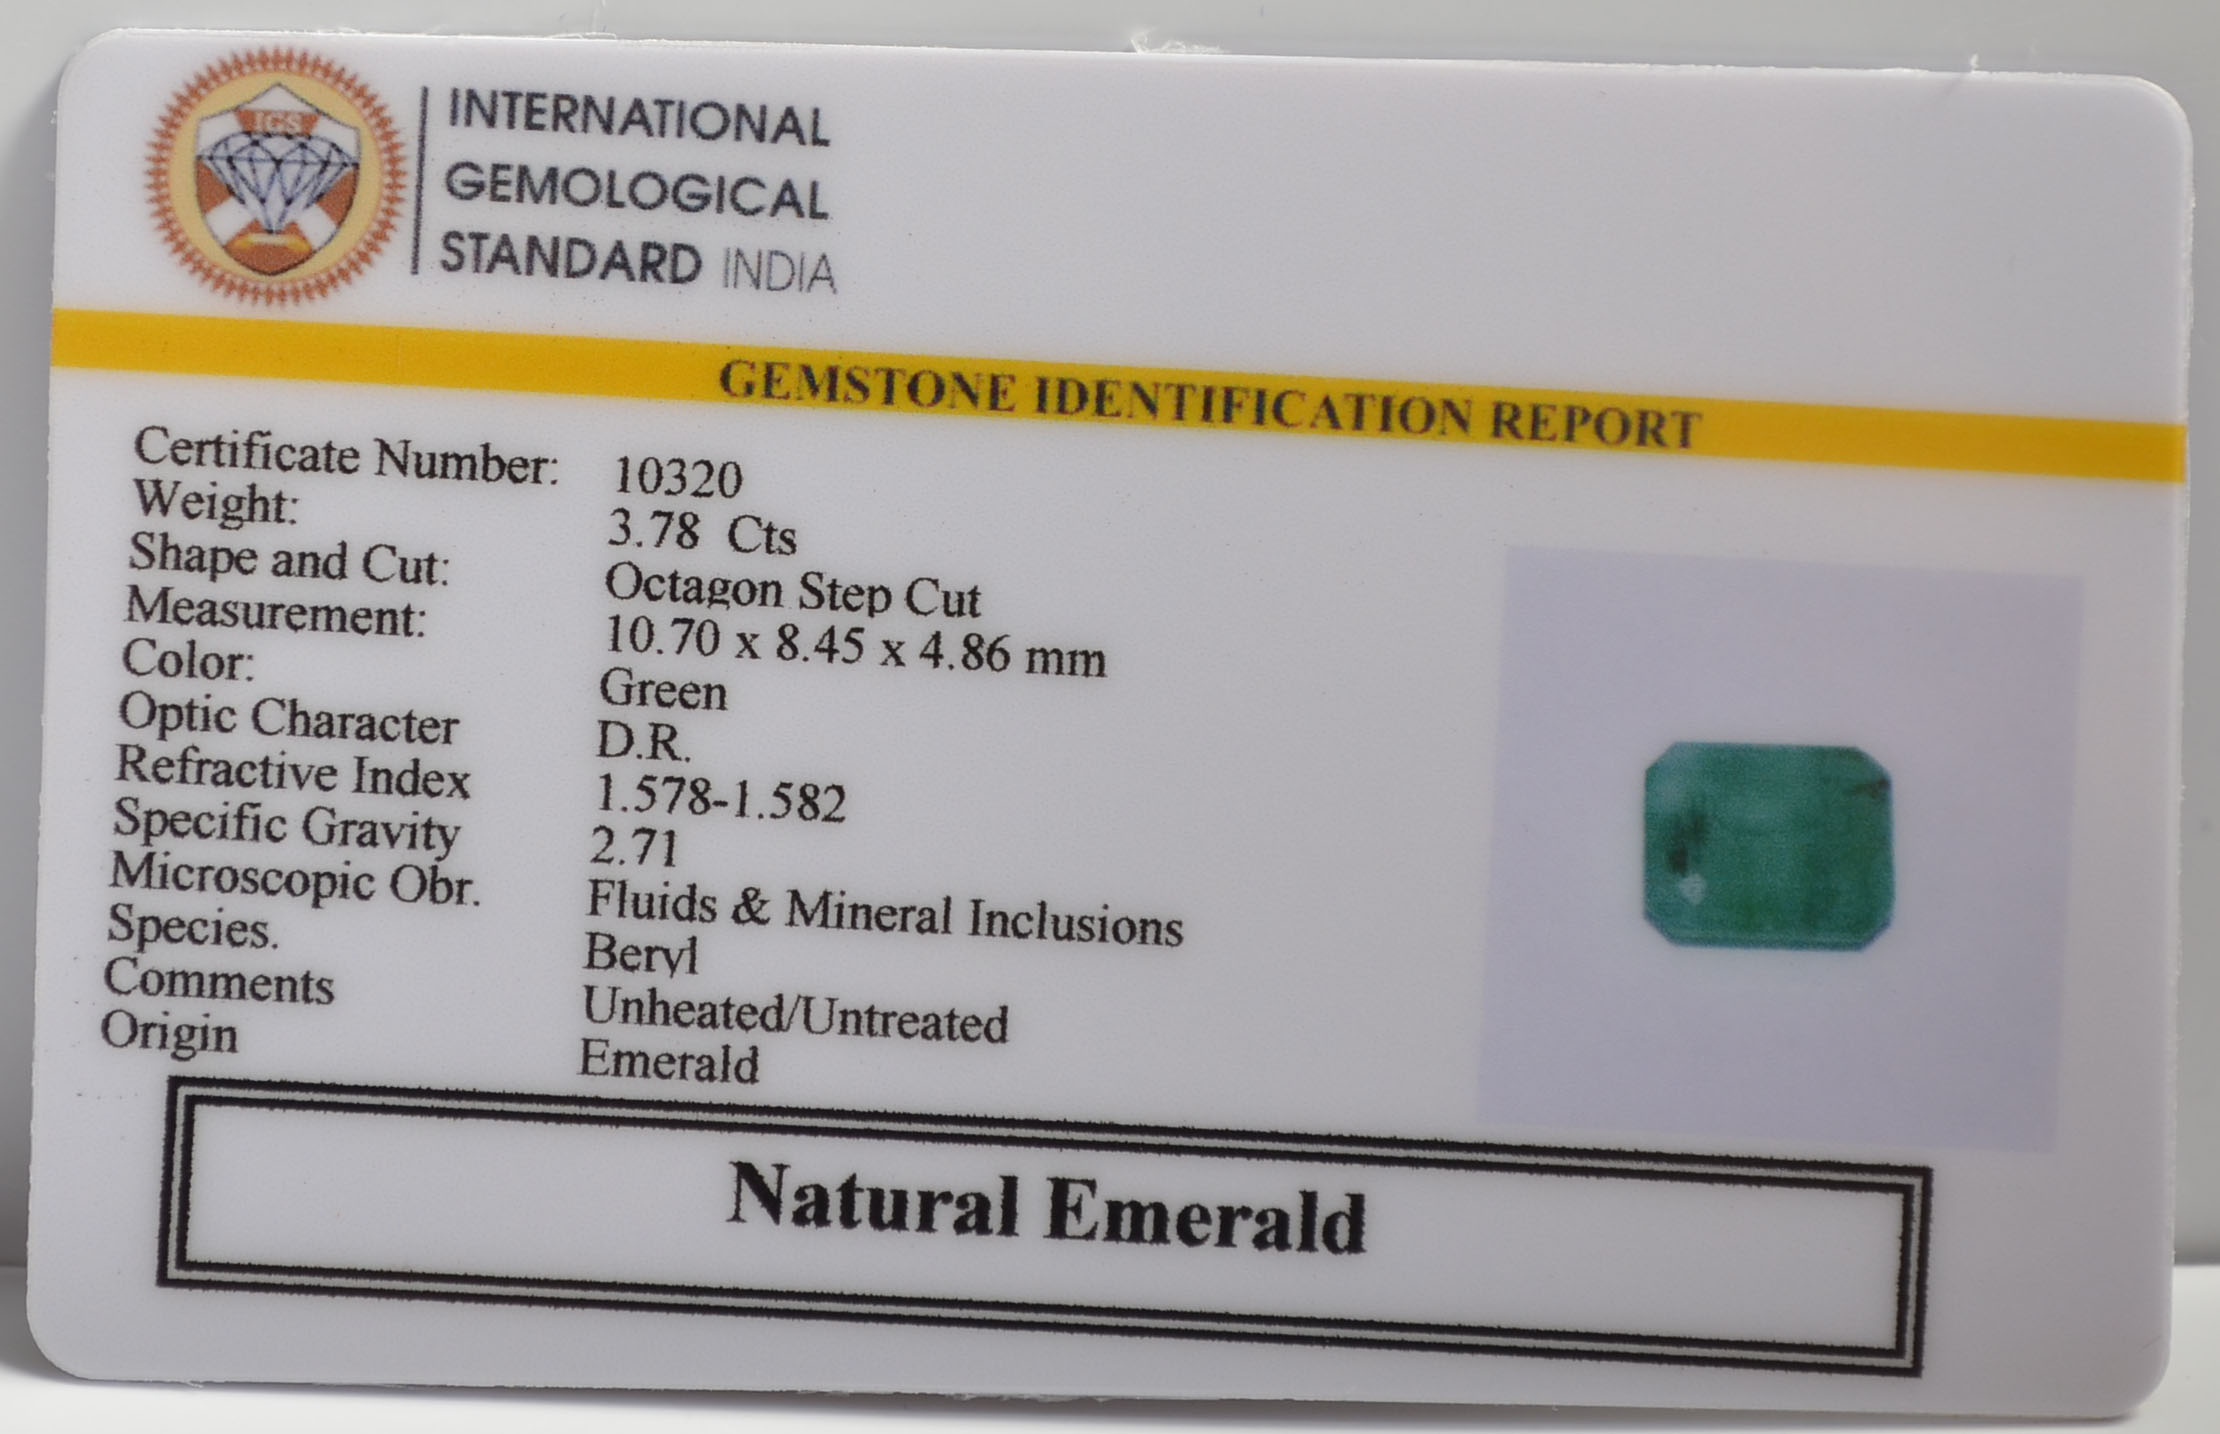 IGS
INTERNATIONAL
GEMOLOGICAL
STANDARD INDIA
GEMSTONE IDENTIFICATION REPORT
Certificate Number: 10320
Weight: 3.78 Cts
Shape and Cut: Octagon Step Cut
Measurement: 10.70 x 8.45 x 4.86 mm
Color: Green
Optic Character D.R.
Refractive Index 1.578-1.582
Specific Gravity 2.71
Microscopic Obr. Fluids & Mineral Inclusions
Species. Beryl
Comments Unheated/Untreated
Origin Emerald
Natural Emerald